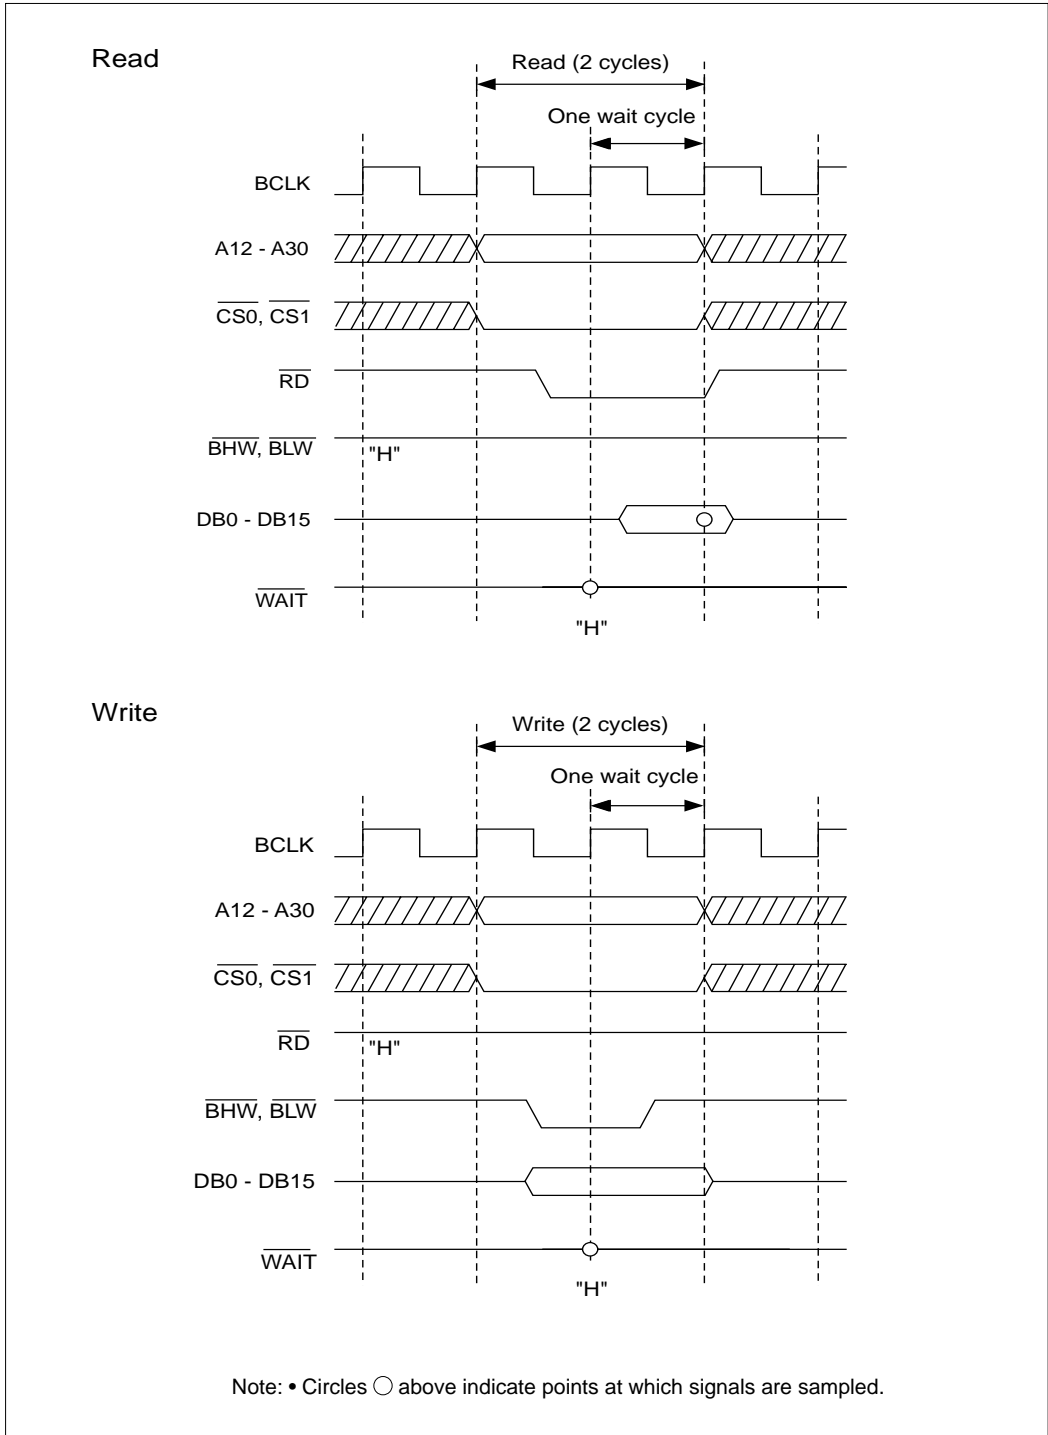 Read
Read (2 cycles)
One wait cycle
BCLK
A12 - A30
CS0, CS1
RD
BHW, BLW
"H"
DB0 - DB15
WAIT
"H"
Write
Write (2 cycles)
One wait cycle
BCLK
A12 - A30
CS0, CS1
RD
"H"
BHW, BLW
DB0 - DB15
WAIT
"H"
Note: • Circles ○ above indicate points at which signals are sampled.